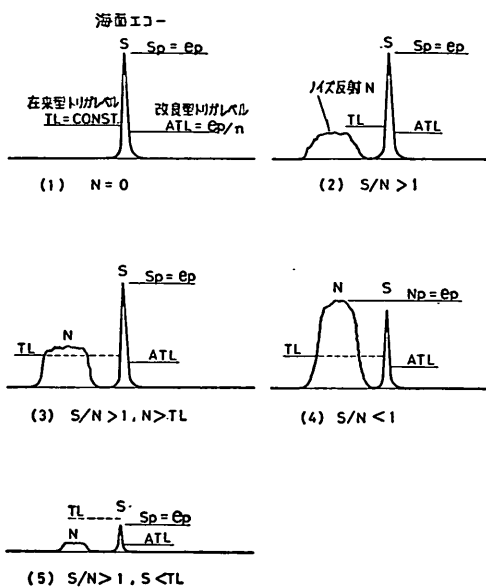 海面エコー
S Sp=ep
在来型トリガレベル
TL=CONST.
改良型トリガレベル
ATL=ep/n
(1) N=0
S Sp=ep
ノイズ反射 N
TL ATL
(2) S/N>1
S Sp=ep
N
TL ATL
(3) S/N>1, N>TL
N S Np=ep
TL ATL
(4) S/N<1
TL S
Sp=ep
N ATL
(5) S/N>1, S<TL